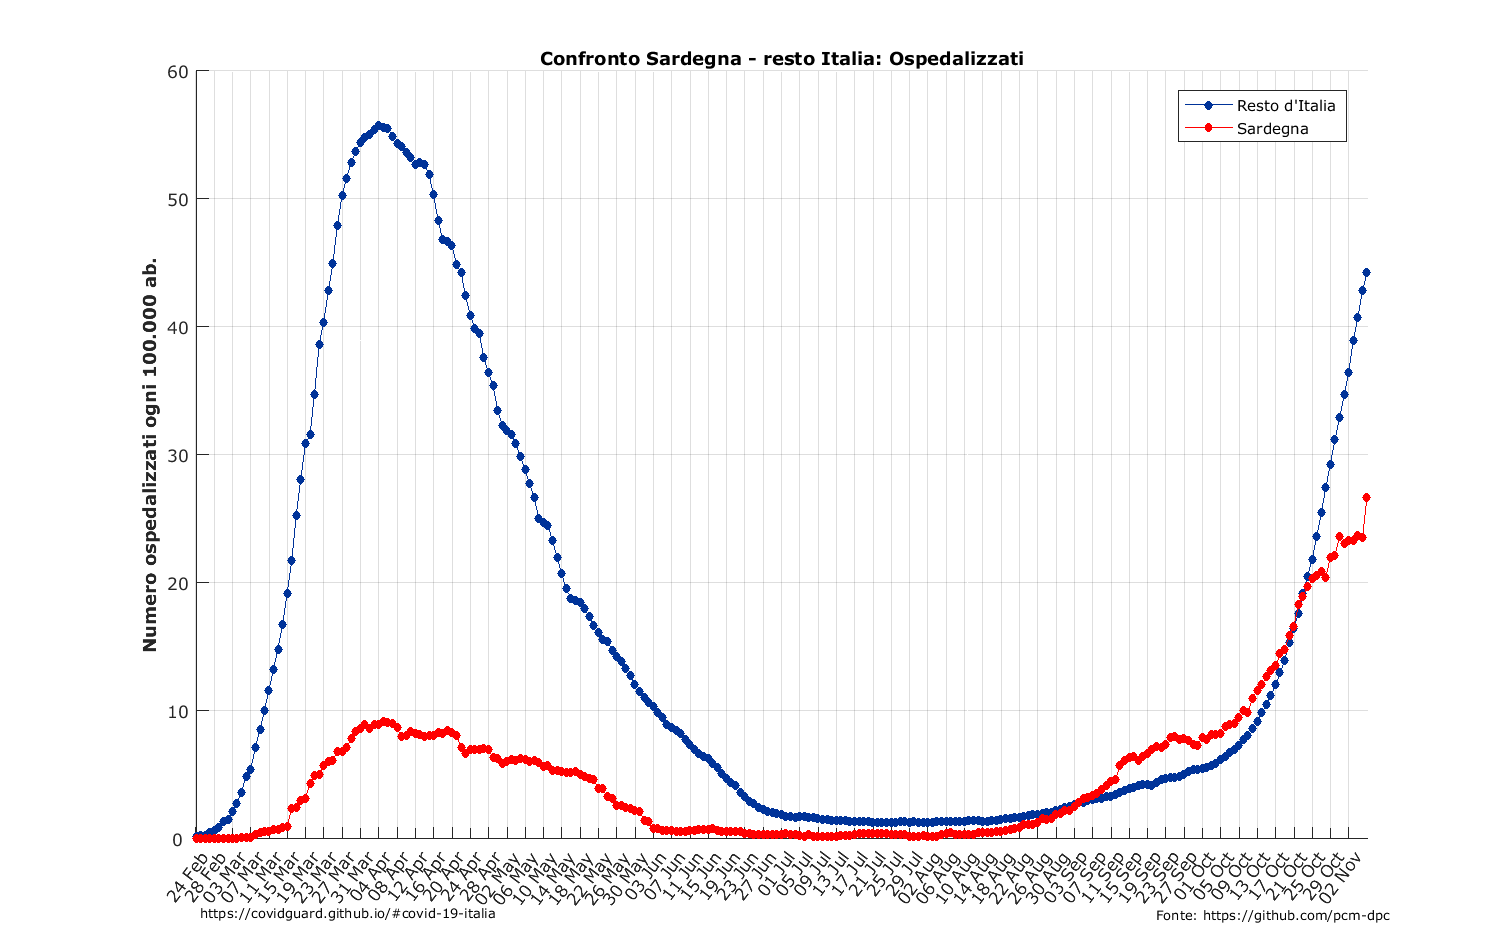 Confronto Sardegna - resto Italia: Ospedalizzati
60
50
40
30
20
10
0
Numero ospedalizzati ogni 100.000 ab.
Resto d'Italia
Sardegna
24 Feb
28 Feb
03 Mar
07 Mar
11 Mar
15 Mar
19 Mar
23 Mar
27 Mar
31 Mar
04 Apr
08 Apr
12 Apr
16 Apr
20 Apr
24 Apr
28 Apr
02 May
06 May
10 May
14 May
18 May
22 May
26 May
30 May
03 Jun
07 Jun
11 Jun
15 Jun
19 Jun
23 Jun
27 Jun
01 Jul
05 Jul
09 Jul
13 Jul
17 Jul
21 Jul
25 Jul
29 Jul
02 Aug
06 Aug
10 Aug
14 Aug
18 Aug
22 Aug
26 Aug
30 Aug
03 Sep
07 Sep
11 Sep
15 Sep
19 Sep
23 Sep
27 Sep
01 Oct
05 Oct
09 Oct
13 Oct
17 Oct
21 Oct
25 Oct
29 Oct
02 Nov
https://covidguard.github.io/#covid-19-italia
Fonte: https://github.com/pcm-dpc